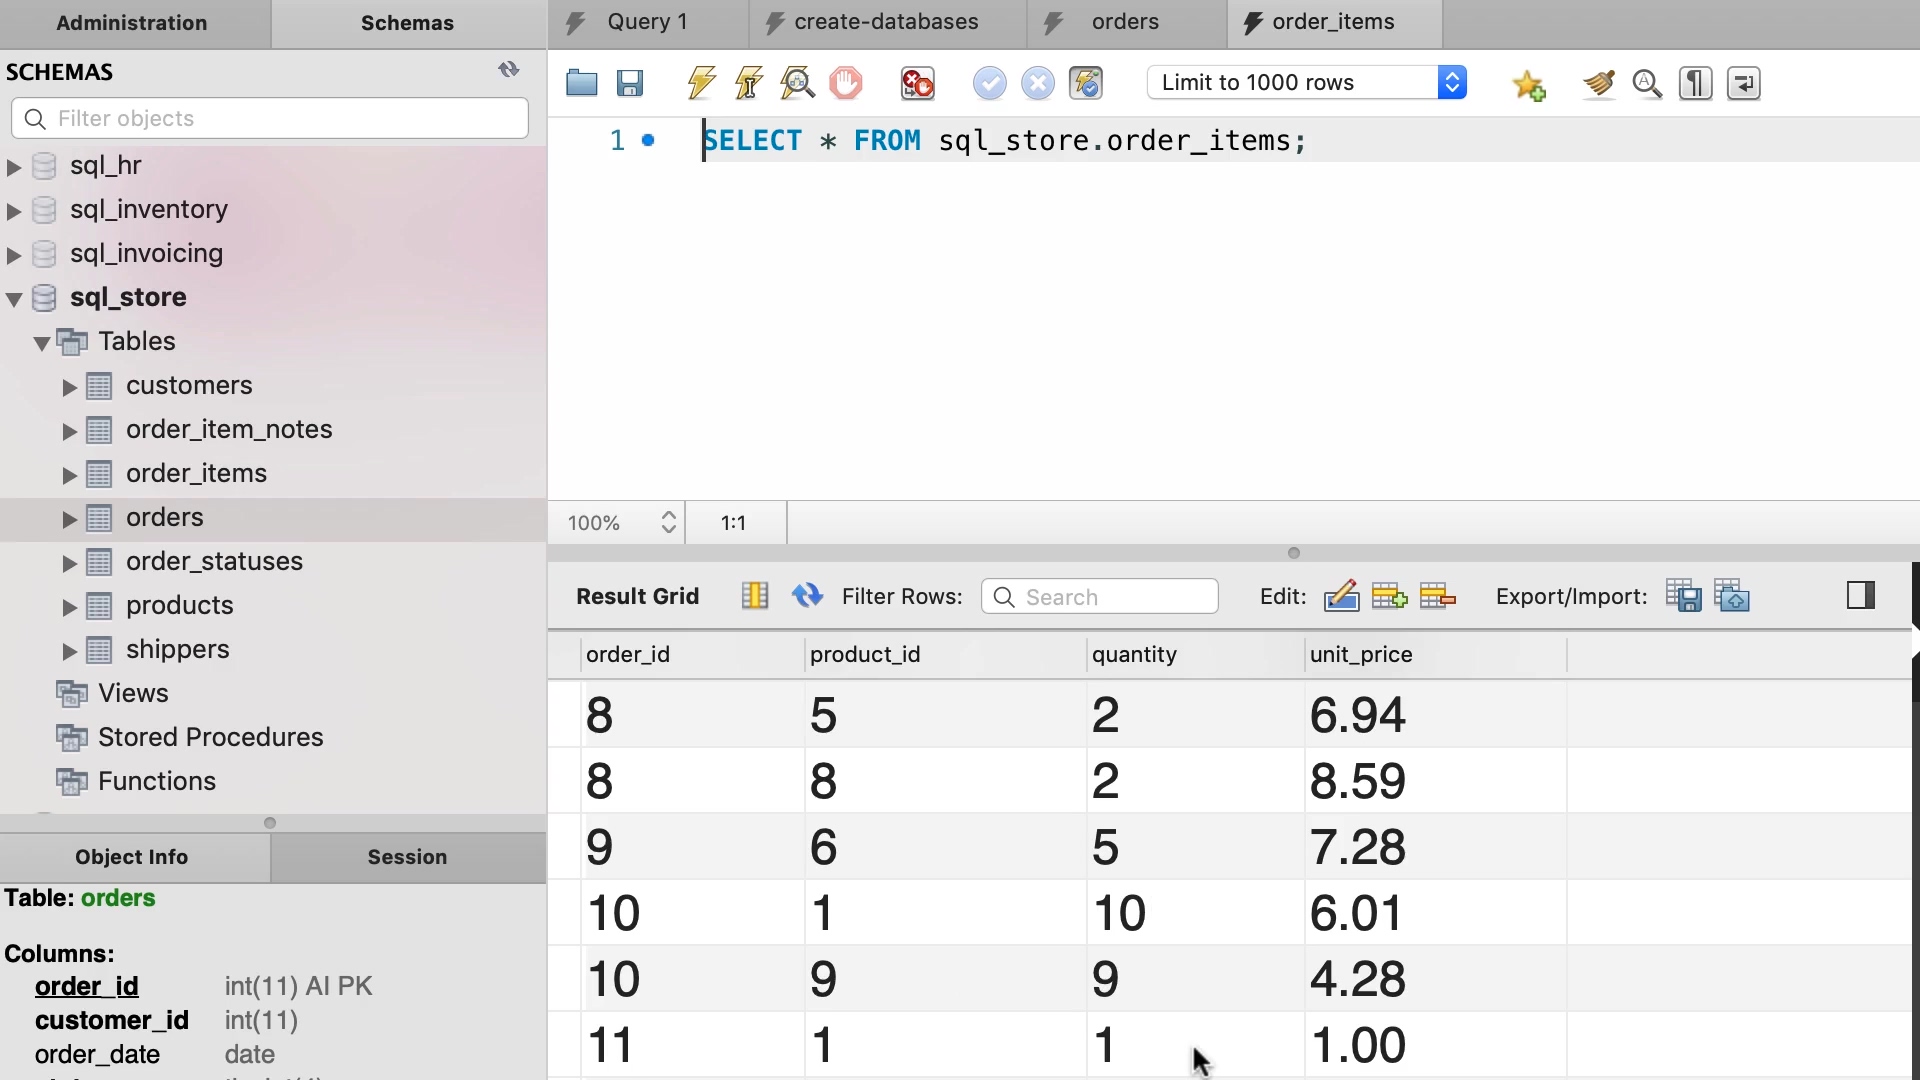 Administration
Schemas
SCHEMAS
Filter objects
sql_hr
sql_inventory
sql_invoicing
sql_store
Tables
customers
order_item_notes
order_items
orders
order_statuses
products
shippers
Views
Stored Procedures
Functions
Object Info
Session
Table: orders
Columns:
order_id int(11) AI PK
customer_id int(11)
order_date date
Query 1
create-databases
orders
order_items
Limit to 1000 rows
1 SELECT * FROM sql_store.order_items;
100% 1:1
Result Grid Filter Rows: Search Edit: Export/Import:
order_id product_id quantity unit_price
8 5 2 6.94
8 8 2 8.59
9 6 5 7.28
10 1 10 6.01
10 9 9 4.28
11 1 1 1.00